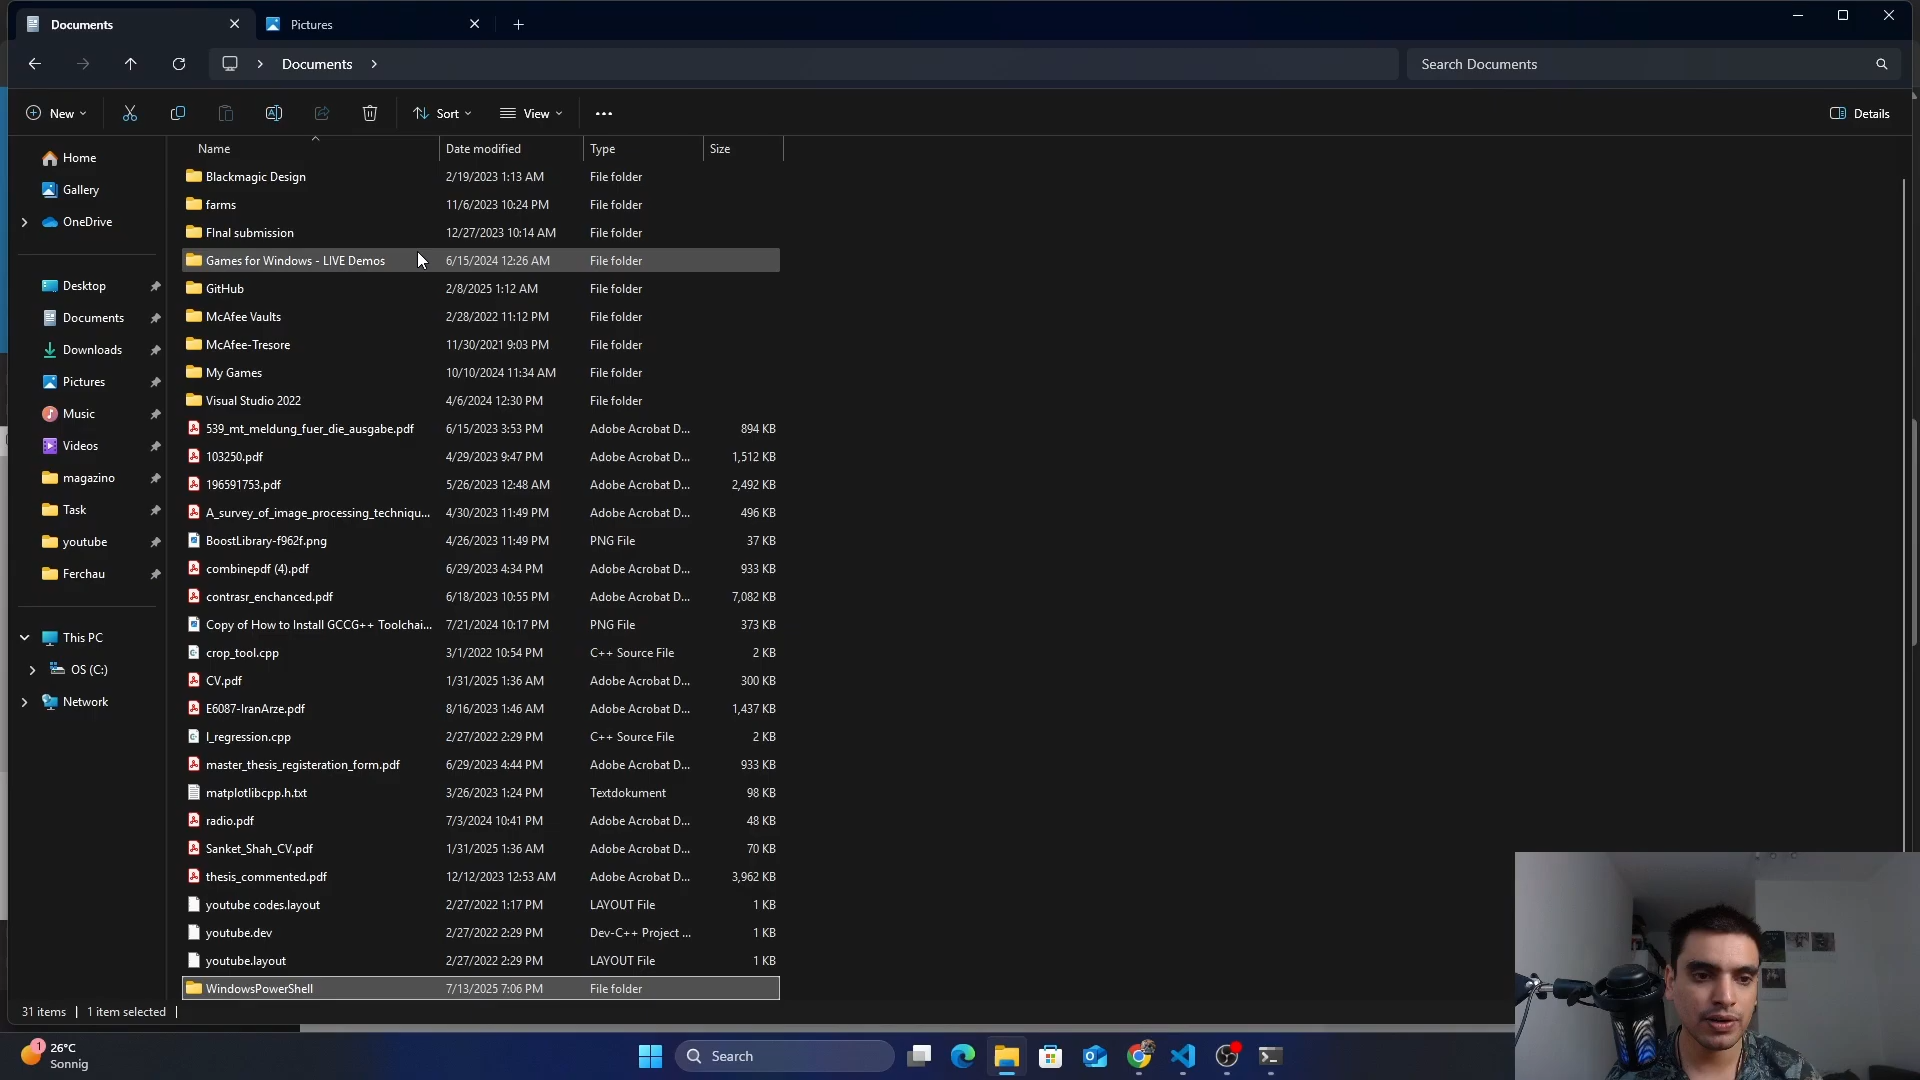 Documents
Pictures
Documents
Search Documents
New
Sort
View
Details
Home
Gallery
OneDrive
Desktop
Documents
Downloads
Pictures
Music
Videos
magazino
Task
youtube
Ferchau
This PC
OS (C:)
Network
Name Date modified Type Size
Blackmagic Design 2/19/2023 1:13 AM File folder
farms 11/6/2023 10:24 PM File folder
FInal submission 12/27/2023 10:14 AM File folder
Games for Windows - LIVE Demos 6/15/2024 12:26 AM File folder
GitHub 2/8/2025 1:12 AM File folder
McAfee Vaults 2/28/2022 11:12 PM File folder
McAfee-Tresore 11/30/2021 9:03 PM File folder
My Games 10/10/2024 11:34 AM File folder
Visual Studio 2022 4/6/2024 12:30 PM File folder
539_mt_meldung_fuer_die_ausgabe.pdf 6/15/2023 3:53 PM Adobe Acrobat D... 894 KB
103250.pdf 4/29/2023 9:47 PM Adobe Acrobat D... 1,512 KB
196591753.pdf 5/26/2023 12:48 AM Adobe Acrobat D... 2,492 KB
A_survey_of_image_processing_techniqu... 4/30/2023 11:49 PM Adobe Acrobat D... 496 KB
BoostLibrary-f962f.png 4/26/2023 11:49 PM PNG File 37 KB
combinepdf (4).pdf 6/29/2023 4:34 PM Adobe Acrobat D... 933 KB
contrasr_enchanced.pdf 6/18/2023 10:55 PM Adobe Acrobat D... 7,082 KB
Copy of How to Install GCCG++ Toolchai... 7/21/2024 10:17 PM PNG File 373 KB
crop_tool.cpp 3/1/2022 10:54 PM C++ Source File 2 KB
CV.pdf 1/31/2025 1:36 AM Adobe Acrobat D... 300 KB
E6087-IranArze.pdf 8/16/2023 1:46 AM Adobe Acrobat D... 1,437 KB
l_regression.cpp 2/27/2022 2:29 PM C++ Source File 2 KB
master_thesis_registeration_form.pdf 6/29/2023 4:44 PM Adobe Acrobat D... 933 KB
matplotlibcpp.h.txt 3/26/2023 1:24 PM Textdokument 98 KB
radio.pdf 7/3/2024 10:41 PM Adobe Acrobat D... 48 KB
Sanket_Shah_CV.pdf 1/31/2025 1:36 AM Adobe Acrobat D... 70 KB
thesis_commented.pdf 12/12/2023 12:53 AM Adobe Acrobat D... 3,962 KB
youtube codes.layout 2/27/2022 1:17 PM LAYOUT File 1 KB
youtube.dev 2/27/2022 2:29 PM Dev-C++ Project ... 1 KB
youtube.layout 2/27/2022 2:29 PM LAYOUT File 1 KB
WindowsPowerShell 7/13/2025 7:06 PM File folder
31 items 1 item selected
1
26°C
Sonnig
Search